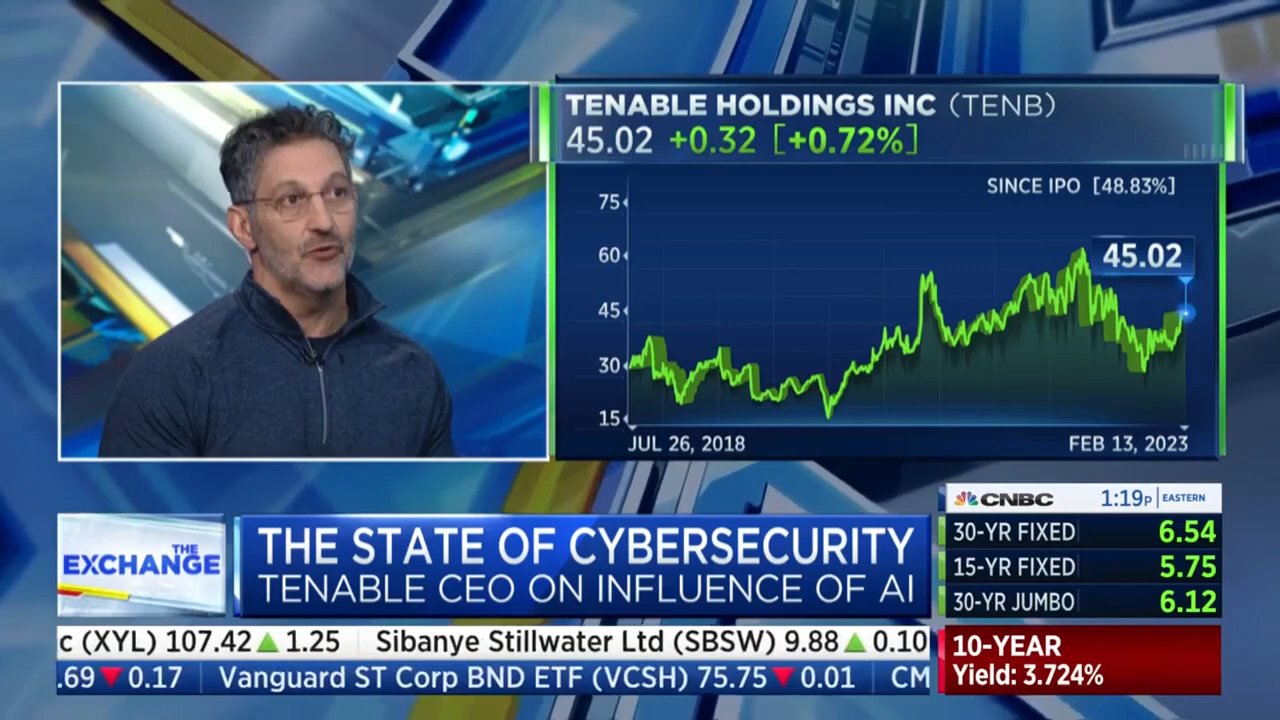 TENABLE HOLDINGS INC (TENB)
45.02 +0.32 [+0.72%]
SINCE IPO [48.83%]
75
60
45.02
45
30
15
JUL 26, 2018
FEB 13, 2023
CNBC 1:19P EASTERN
30-YR FIXED 6.54
15-YR FIXED 5.75
30-YR JUMBO 6.12
THE
EXCHANGE
THE STATE OF CYBERSECURITY
TENABLE CEO ON INFLUENCE OF AI
c (XYL) 107.42 ▲ 1.25 Sibanye Stillwater Ltd (SBSW) 9.88 ▲ 0.10
.69 ▼ 0.17 Vanguard ST Corp BND ETF (VCSH) 75.75 ▼ 0.01 CM
10-YEAR
Yield: 3.724%